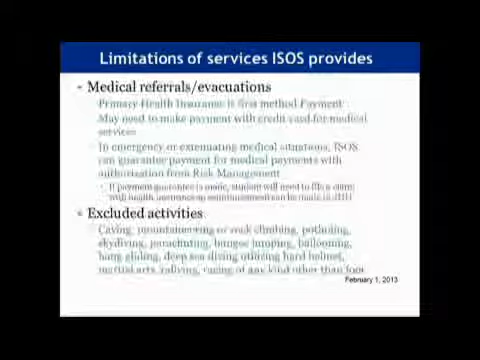 Limitations of services ISOS provides
Medical referrals/evacuations
Primary Health Insurance is first method Payment
May need to make payment with credit card for medical
services
In emergency or extenuating medical situations, ISOS
can guarantee payment for medical payments with
authorization from Risk Management
If payment guarantee is made, student will need to file a claim
with health insurance so reimbursement can be made to
Excluded activities
Caving, mountaineering or rock climbing, potholing,
skydiving, parachuting, bungee jumping, ballooning,
hang gliding, deep sea diving utilizing hard helmet,
martial arts, rallying, racing of any kind other than foot
February 1, 2013